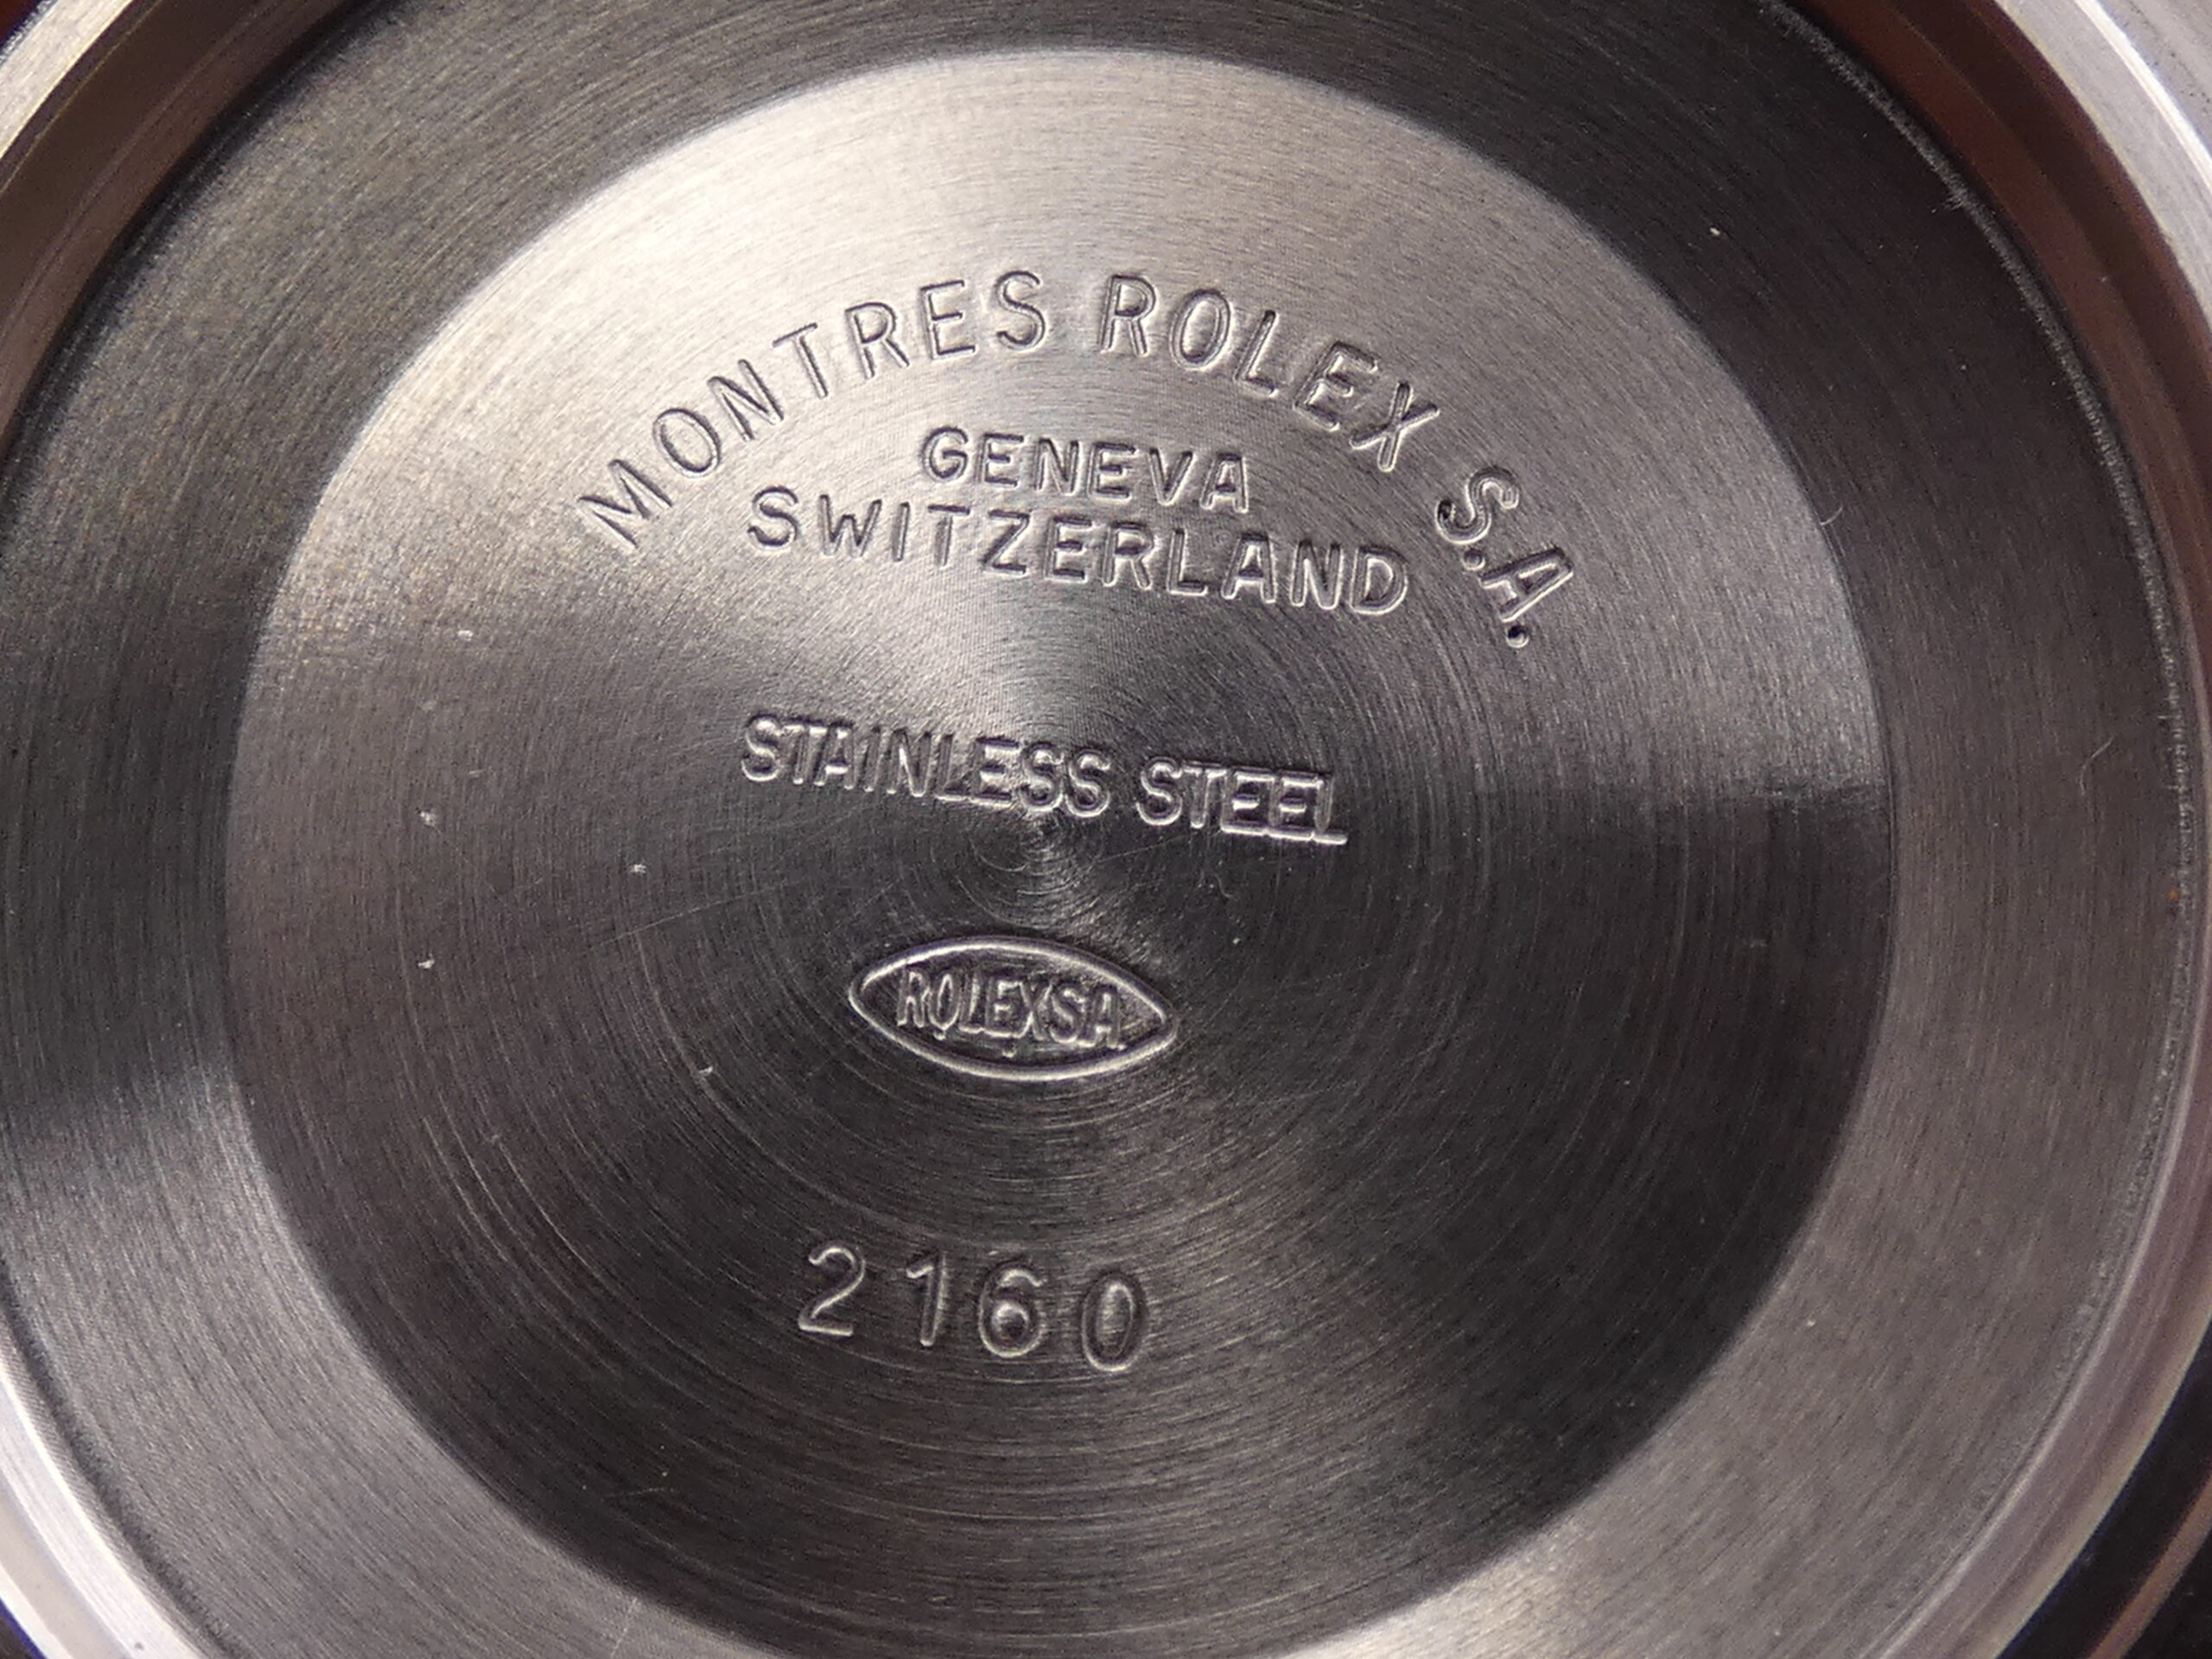 MONTRES ROLEX S.A.
GENEVA
SWITZERLAND
STAINLESS STEEL
ROLEXSA
2160